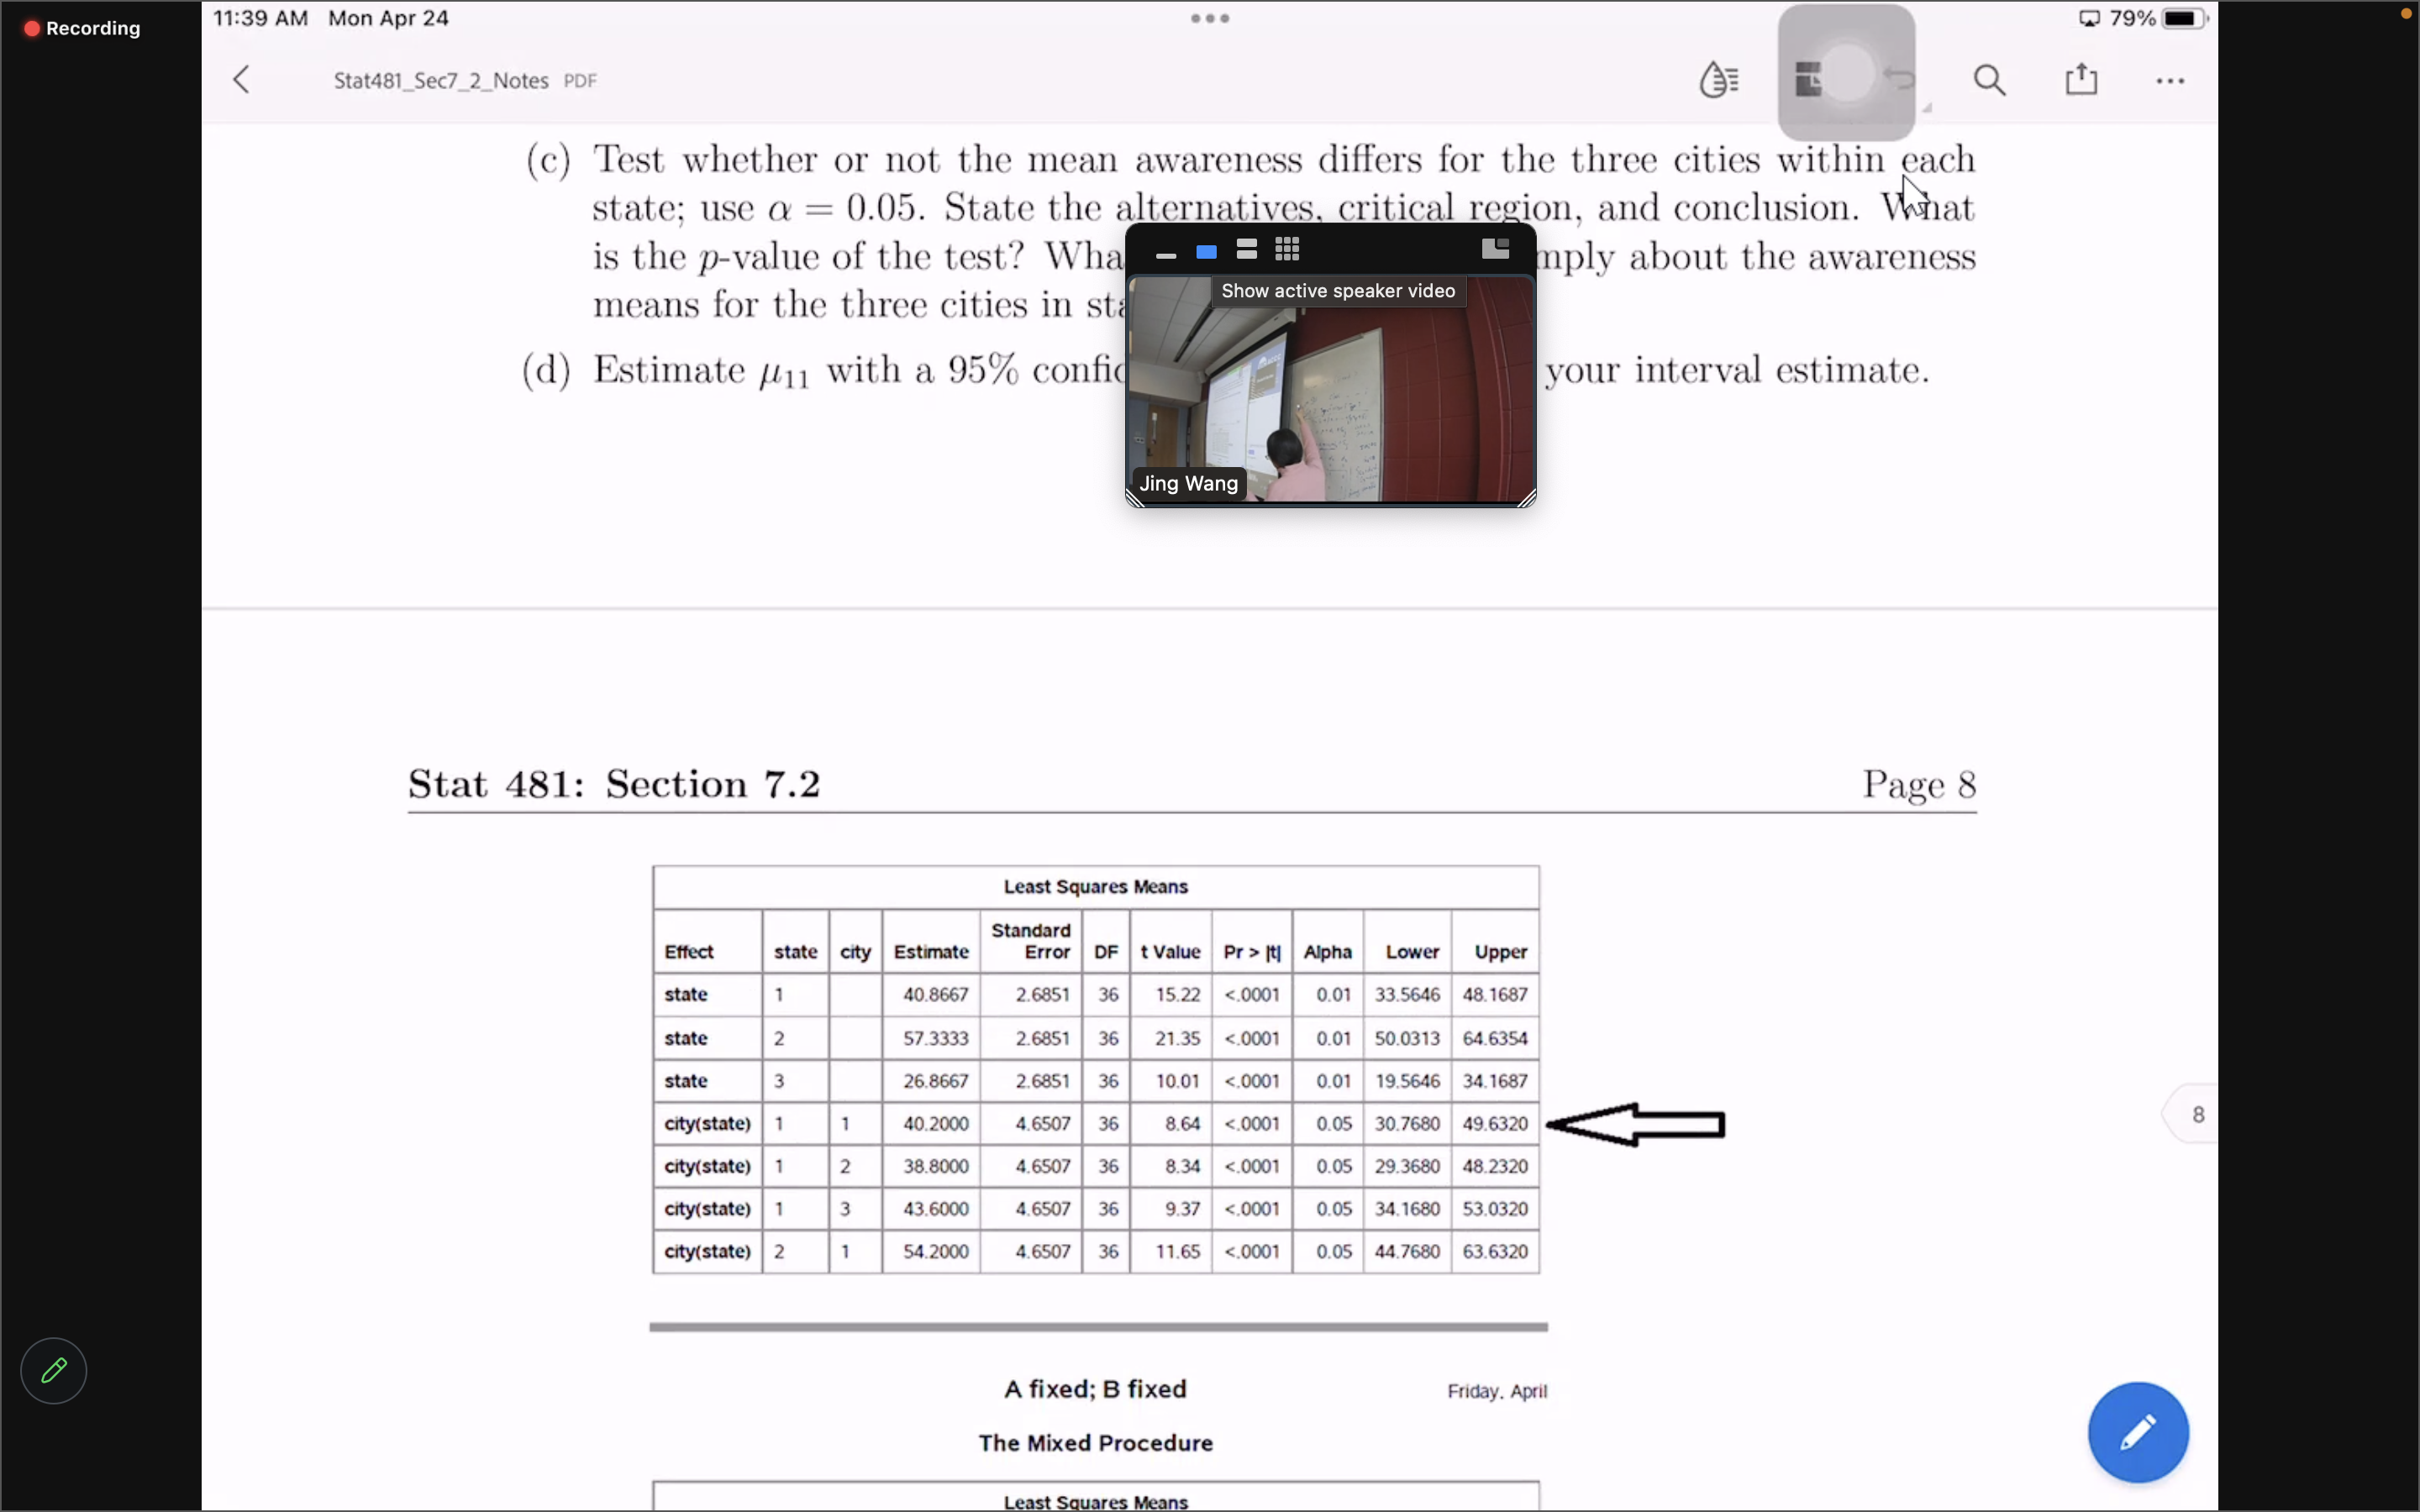 Recording
11:39 AM Mon Apr 24
79%
Stat481_Sec7_2_Notes PDF
(c) Test whether or not the mean awareness differs for the three cities within each
state; use α = 0.05. State the alternatives, critical region, and conclusion. What
is the p-value of the test? mply about the awareness
means for the three cities in
(d) Estimate μ11 with a 95% your interval estimate.
Show active speaker video
Jing Wang
Stat 481: Section 7.2 Page 8
Least Squares Means
Effect state city Estimate Standard Error DF t Value Pr > |t| Alpha Lower Upper
state 1 40.8667 2.6851 36 15.22 <.0001 0.01 33.5646 48.1687
state 2 57.3333 2.6851 36 21.35 <.0001 0.01 50.0313 64.6354
state 3 26.8667 2.6851 36 10.01 <.0001 0.01 19.5646 34.1687
city(state) 1 1 40.2000 4.6507 36 8.64 <.0001 0.05 30.7680 49.6320
city(state) 1 2 38.8000 4.6507 36 8.34 <.0001 0.05 29.3680 48.2320
city(state) 1 3 43.6000 4.6507 36 9.37 <.0001 0.05 34.1680 53.0320
city(state) 2 1 54.2000 4.6507 36 11.65 <.0001 0.05 44.7680 63.6320
8
A fixed; B fixed Friday, April
The Mixed Procedure
Least Squares Means